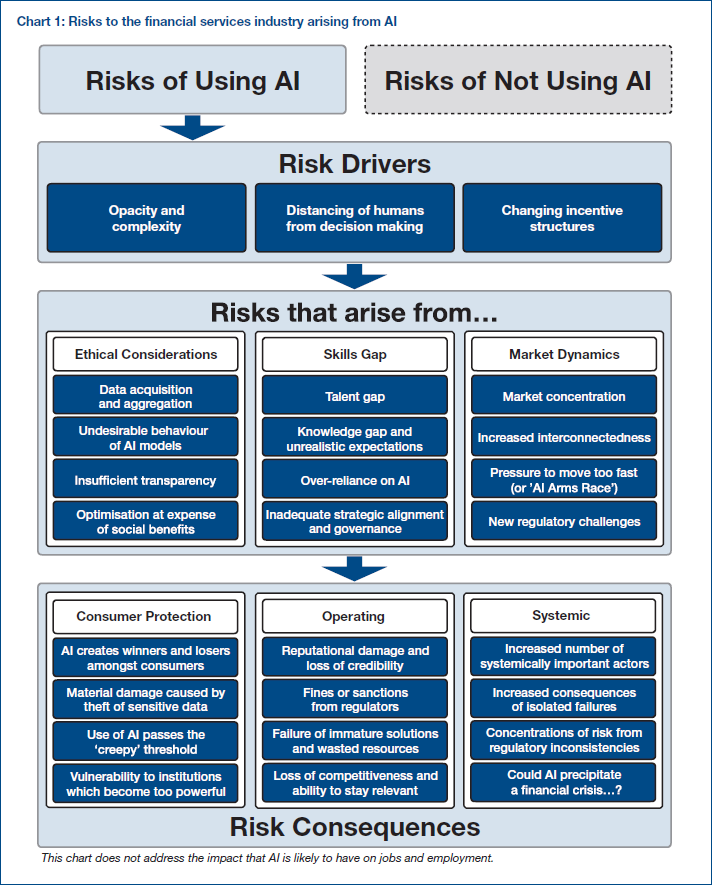 Chart 1: Risks to the financial services industry arising from AI
Risks of Using AI
Risks of Not Using AI
Risk Drivers
Opacity and
complexity
Distancing of humans
from decision making
Changing incentive
structures
Risks that arise from…
Ethical Considerations
Data acquisition
and aggregation
Undesirable behaviour
of AI models
Insufficient transparency
Optimisation at expense
of social benefits
Skills Gap
Talent gap
Knowledge gap and
unrealistic expectations
Over-reliance on AI
Inadequate strategic alignment
and governance
Market Dynamics
Market concentration
Increased interconnectedness
Pressure to move too fast
(or 'AI Arms Race')
New regulatory challenges
Consumer Protection
AI creates winners and losers
amongst consumers
Material damage caused by
theft of sensitive data
Use of AI passes the
‘creepy’ threshold
Vulnerability to institutions
which become too powerful
Operating
Reputational damage and
loss of credibility
Fines or sanctions
from regulators
Failure of immature solutions
and wasted resources
Loss of competitiveness and
ability to stay relevant
Systemic
Increased number of
systemically important actors
Increased consequences
of isolated failures
Concentrations of risk from
regulatory inconsistencies
Could AI precipitate
a financial crisis…?
Risk Consequences
This chart does not address the impact that AI is likely to have on jobs and employment.